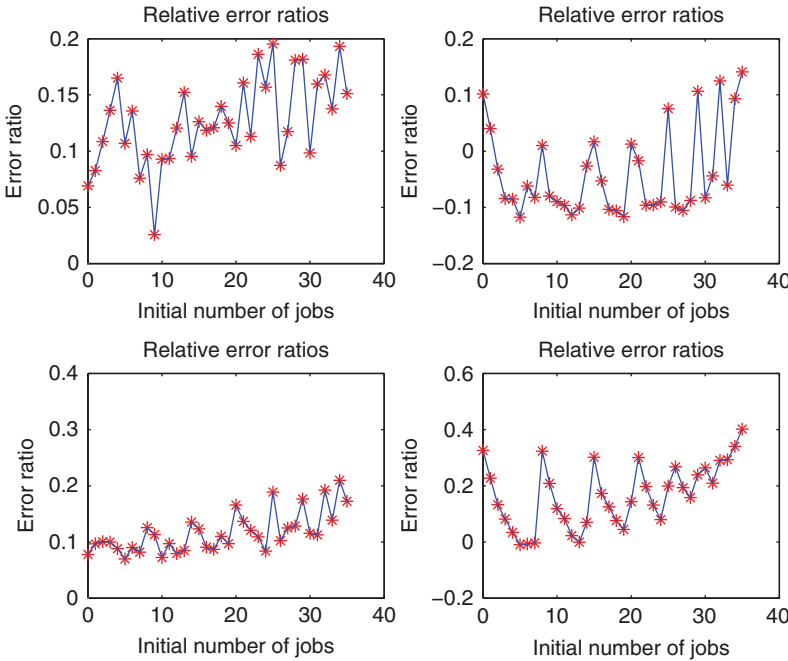 Relative error ratios
Error ratio
0.2
0.15
0.1
0.05
0
0 10 20 30 40
Initial number of jobs
Relative error ratios
Error ratio
0.2
0.1
0
−0.1
−0.2
0 10 20 30 40
Initial number of jobs
Relative error ratios
Error ratio
0.4
0.3
0.2
0.1
0
0 10 20 30 40
Initial number of jobs
Relative error ratios
Error ratio
0.6
0.4
0.2
0
−0.2
0 10 20 30 40
Initial number of jobs